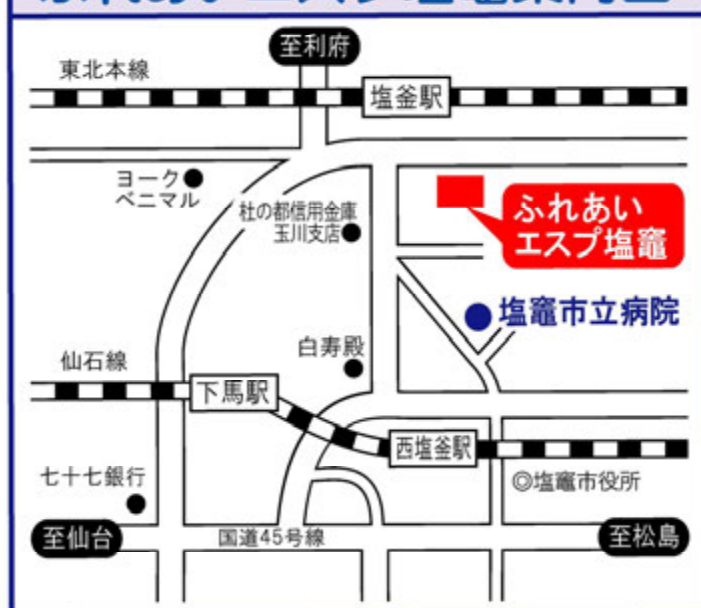 至利府
東北本線
塩釜駅
ヨーク
ベニマル
杜の都信用金庫
玉川支店
ふれあい
エスプ塩竈
塩竈市立病院
白寿殿
仙石線
下馬駅
西塩釜駅
七十七銀行
◎塩竈市役所
至仙台
国道45号線
至松島